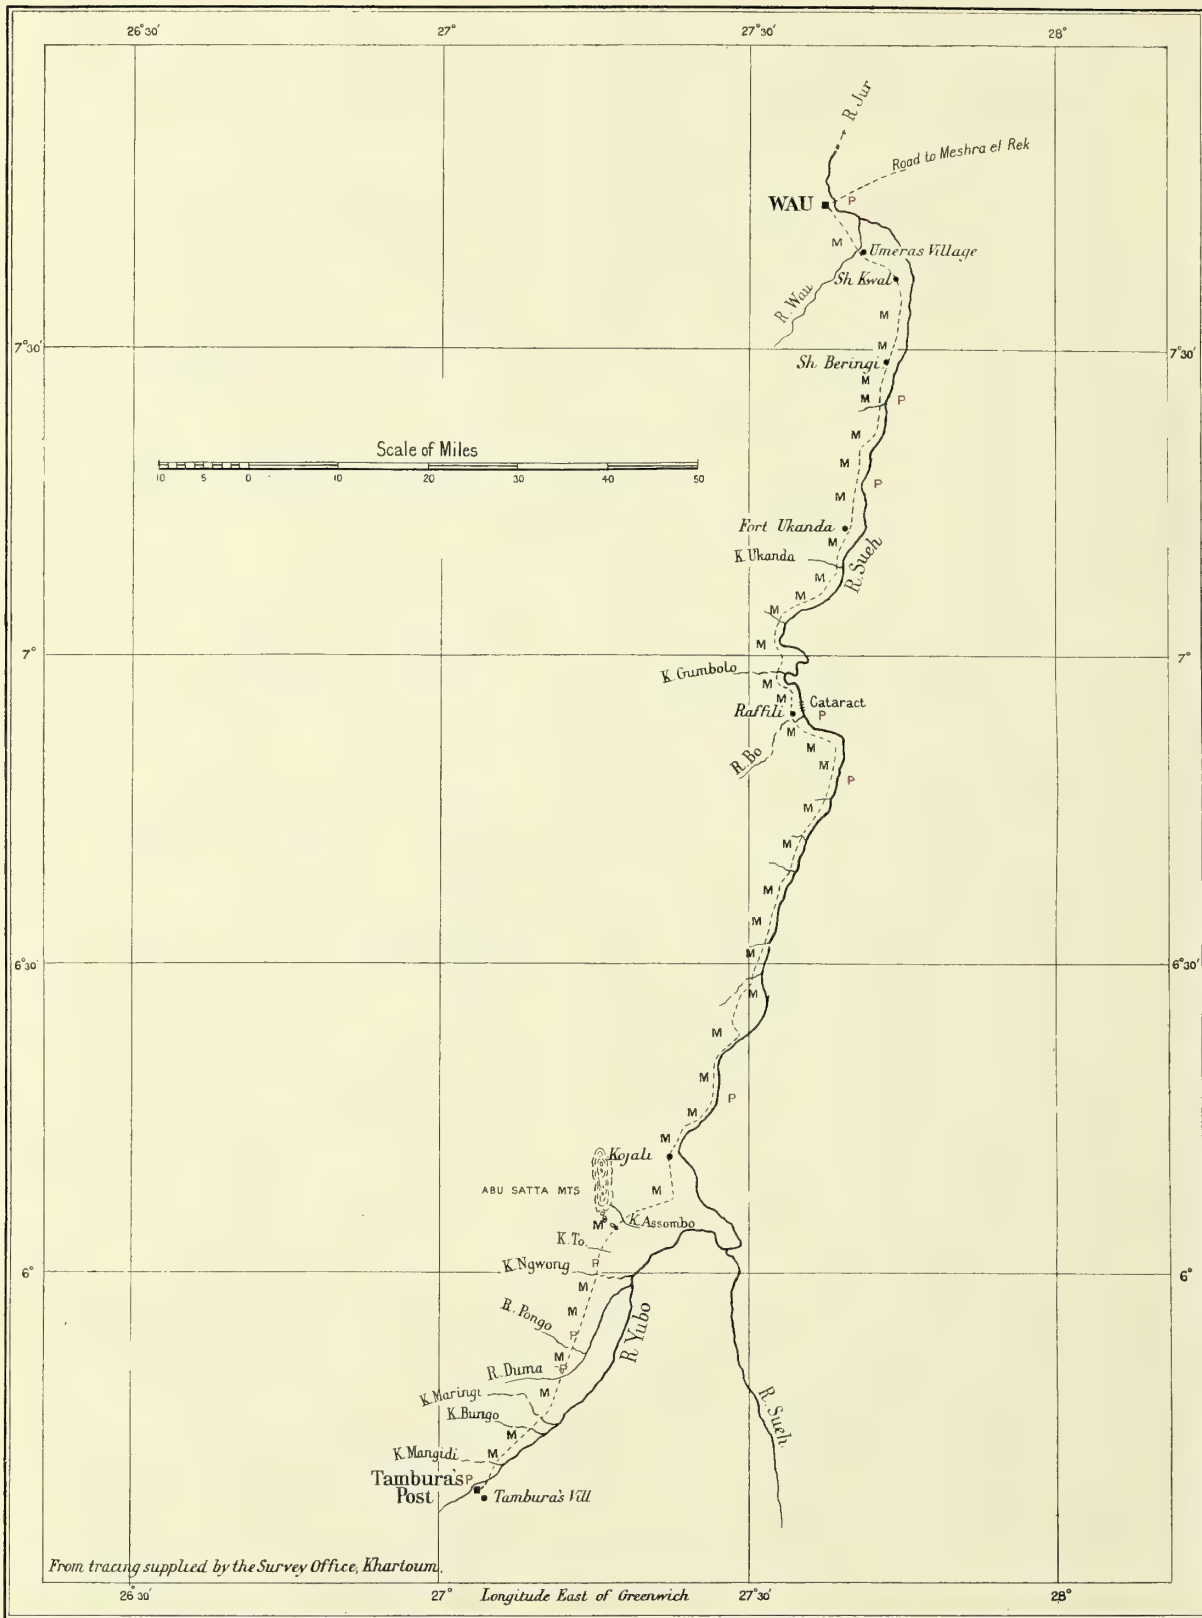 26°30′ 27° 27°30′ 28°
R. Jur
Road to Meshra el Rek
WAU P
M
Umeras Village
Sh Kwal
R. Wau
M
7°30′ M 7°30′
Sh Beringi
M
M P
M
Scale of Miles
M
10 5 0 10 20 30 40 50
P
M
Fort Ukanda
M
K. Ukanda
R. Sueh
M
M
M
M
7° 7°
K. Gumbolo
M
M
Cataract
Raffili P
M
M
R. Bo
M
P
M
M
M
M
M
6°30′ 6°30′
M
M
M
P
M
M
Kojali
ABU SATTA MTS M
M K. Assombo
K. To
K. Ngwong P
6° 6°
M
M
R. Pongo
P
R. Yubo
M
R. Duma P
M
K. Maringi
K. Bungo
R. Sueh
M
K. Mangidi M
Tambura's P
Post
Tambura's Vill
From tracing supplied by the Survey Office, Khartoum.
26°30′ 27° 27°30′ 28°
Longitude East of Greenwich